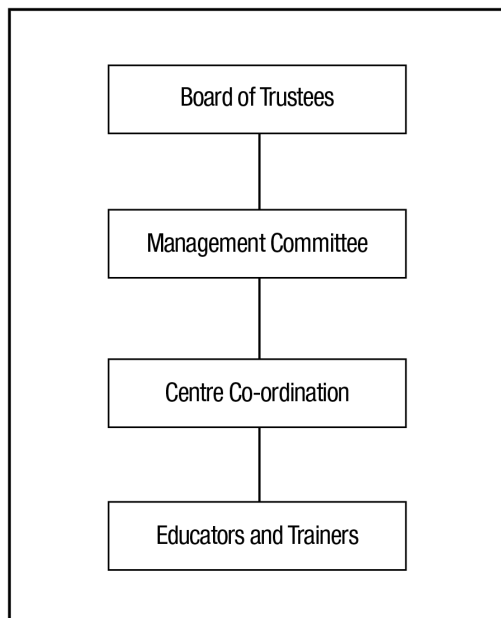 Board of Trustees
Management Committee
Centre Co-ordination
Educators and Trainers